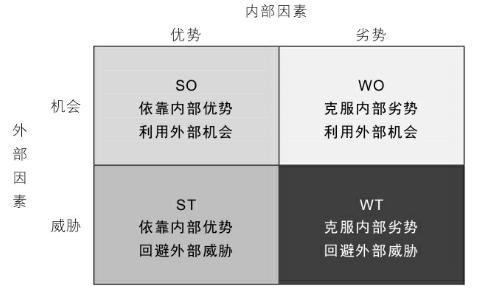 内部因素
优势 劣势
外部因素
机会
SO
依靠内部优势
利用外部机会
WO
克服内部劣势
利用外部机会
威胁
ST
依靠内部优势
回避外部威胁
WT
克服内部劣势
回避外部威胁